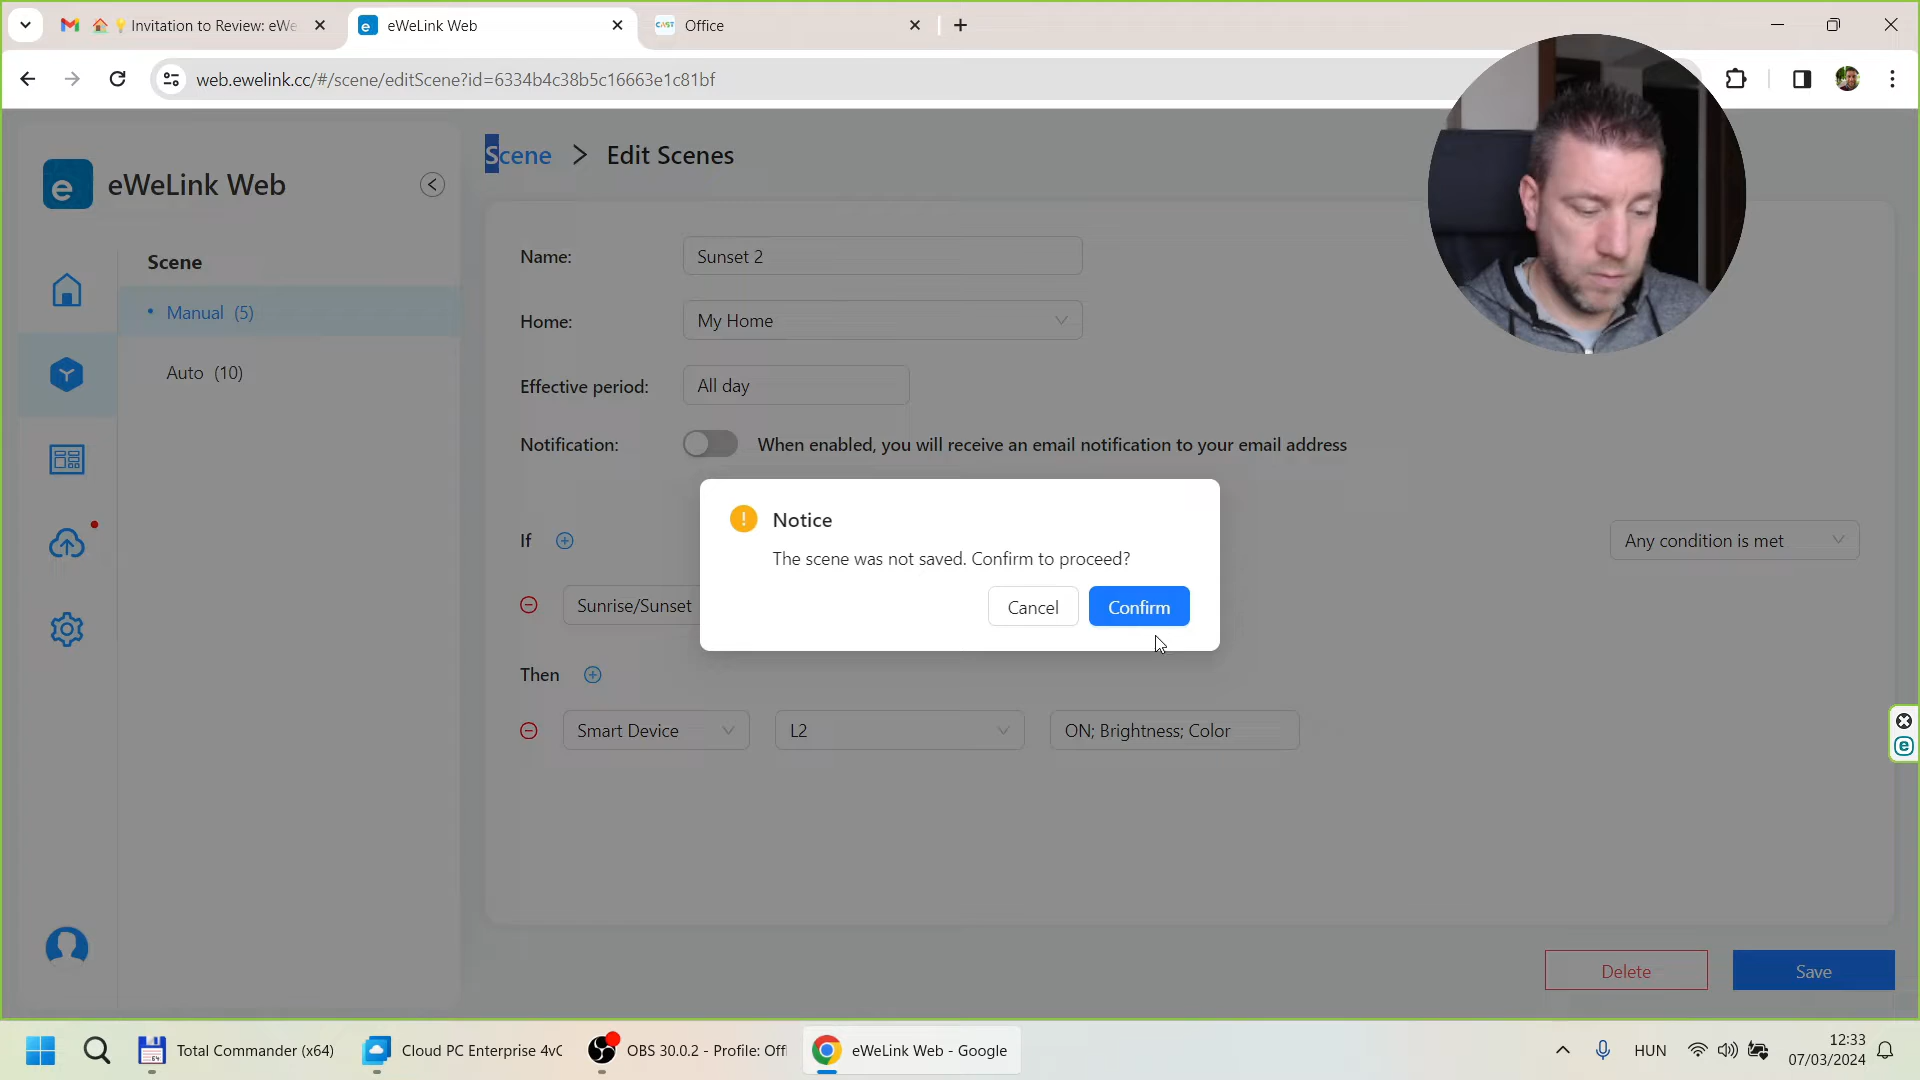 🏠💡Invitation to Review: eWe
eWeLink Web
CAST Office
web.ewelink.cc/#/scene/editScene?id=6334b4c38b5c16663e1c81bf
eWeLink Web
Scene
• Manual (5)
Auto (10)
Scene > Edit Scenes
Name: Sunset 2
Home: My Home
Effective period: All day
Notification: When enabled, you will receive an email notification to your email address
Notice
The scene was not saved. Confirm to proceed?
Cancel Confirm
If Any condition is met
Sunrise/Sunset
Then
Smart Device L2 ON; Brightness; Color
Delete Save
Total Commander (x64) Cloud PC Enterprise 4vC OBS 30.0.2 - Profile: Offi eWeLink Web - Google HUN 12:33
07/03/2024